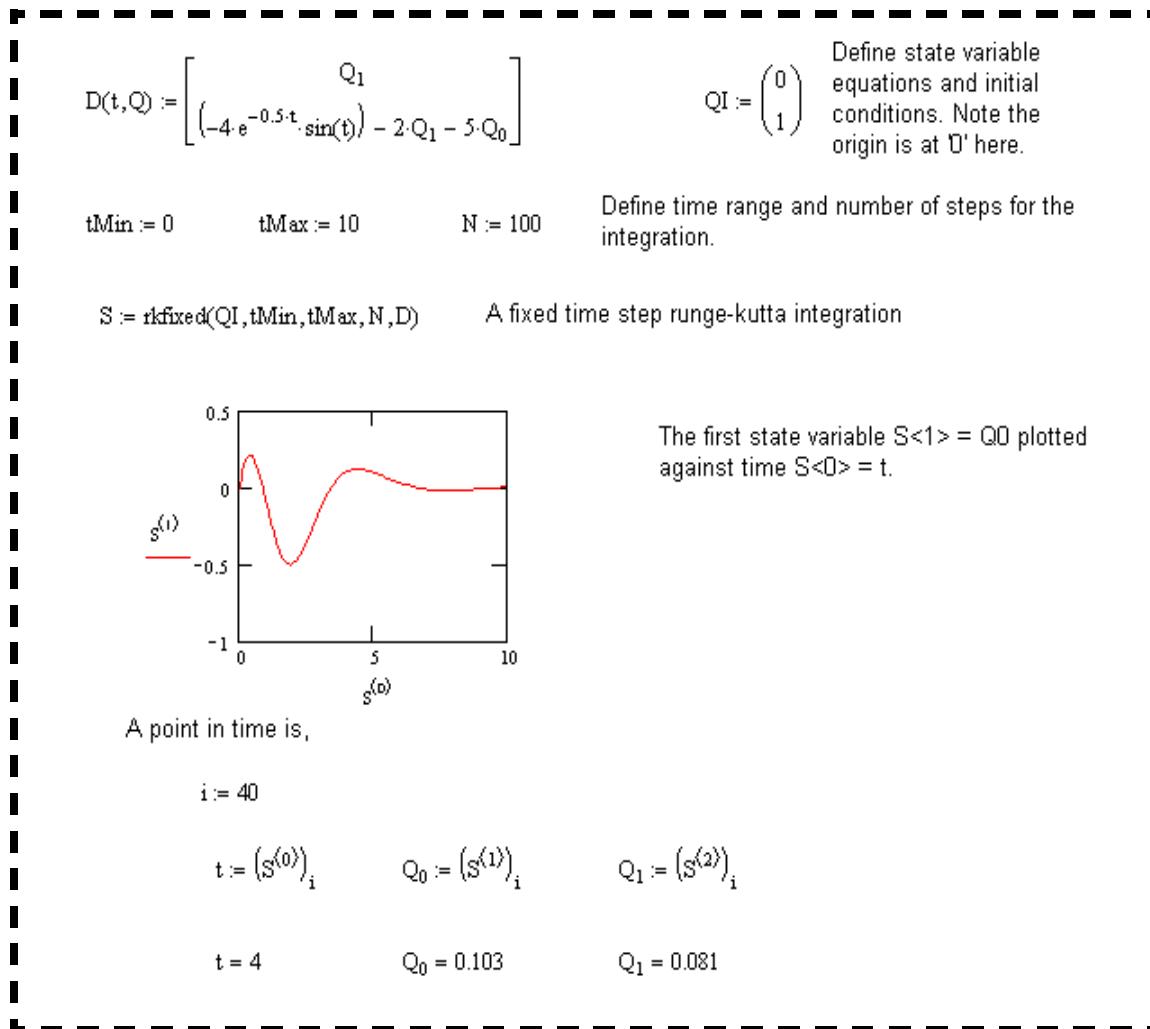 D(t,Q) := [ Q₁ ; (−4·e^(−0.5·t)·sin(t)) − 2·Q₁ − 5·Q₀ ]
QI := ( 0 ; 1 )
Define state variable
equations and initial
conditions. Note the
origin is at '0' here.
tMin := 0 tMax := 10 N := 100
Define time range and number of steps for the
integration.
S := rkfixed(QI,tMin,tMax,N,D) A fixed time step runge-kutta integration
0.5
0
−0.5
−1
0 5 10
S⟨1⟩
S⟨0⟩
The first state variable S<1> = Q0 plotted
against time S<0> = t.
A point in time is,
i := 40
t := (S⟨0⟩)ᵢ Q₀ := (S⟨1⟩)ᵢ Q₁ := (S⟨2⟩)ᵢ
t = 4 Q₀ = 0.103 Q₁ = 0.081